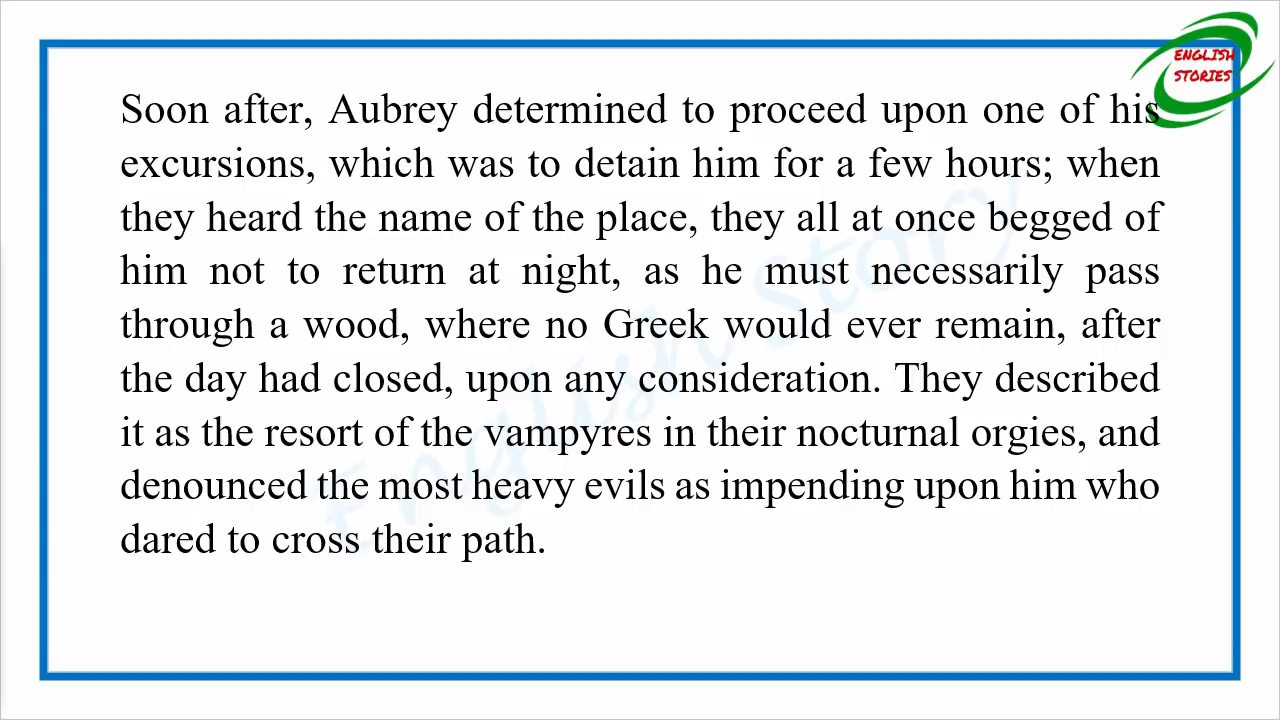 ENGLISH
STORIES
Soon after, Aubrey determined to proceed upon one of his
excursions, which was to detain him for a few hours; when
they heard the name of the place, they all at once begged of
him not to return at night, as he must necessarily pass
through a wood, where no Greek would ever remain, after
the day had closed, upon any consideration. They described
it as the resort of the vampyres in their nocturnal orgies, and
denounced the most heavy evils as impending upon him who
dared to cross their path.
English Story